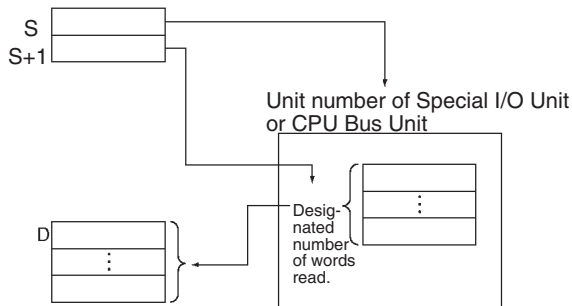 S
S+1
Unit number of Special I/O Unit
or CPU Bus Unit
Desig-
nated
number
of words
read.
D